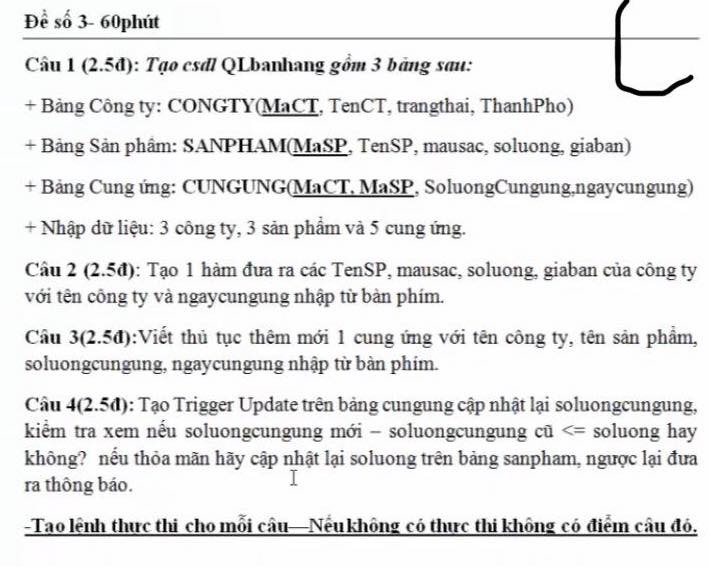 Đề số 3- 60phút
Câu 1 (2.5đ): Tạo csdl QLbanhang gồm 3 bảng sau:
+ Bảng Công ty: CONGTY(MaCT, TenCT, trangthai, ThanhPho)
+ Bảng Sản phẩm: SANPHAM(MaSP, TenSP, mausac, soluong, giaban)
+ Bảng Cung ứng: CUNGUNG(MaCT, MaSP, SoluongCungung,ngaycungung)
+ Nhập dữ liệu: 3 công ty, 3 sản phẩm và 5 cung ứng.
Câu 2 (2.5đ): Tạo 1 hàm đưa ra các TenSP, mausac, soluong, giaban của công ty
với tên công ty và ngaycungung nhập từ bàn phím.
Câu 3(2.5đ):Viết thủ tục thêm mới 1 cung ứng với tên công ty, tên sản phẩm,
soluongcungung, ngaycungung nhập từ bàn phím.
Câu 4(2.5đ): Tạo Trigger Update trên bảng cungung cập nhật lại soluongcungung,
kiểm tra xem nếu soluongcungung mới – soluongcungung cũ <= soluong hay
không? nếu thỏa mãn hãy cập nhật lại soluong trên bảng sanpham, ngược lại đưa
ra thông báo.
-Tạo lệnh thực thi cho mỗi câu—Nếu không có thực thi không có điểm câu đó.